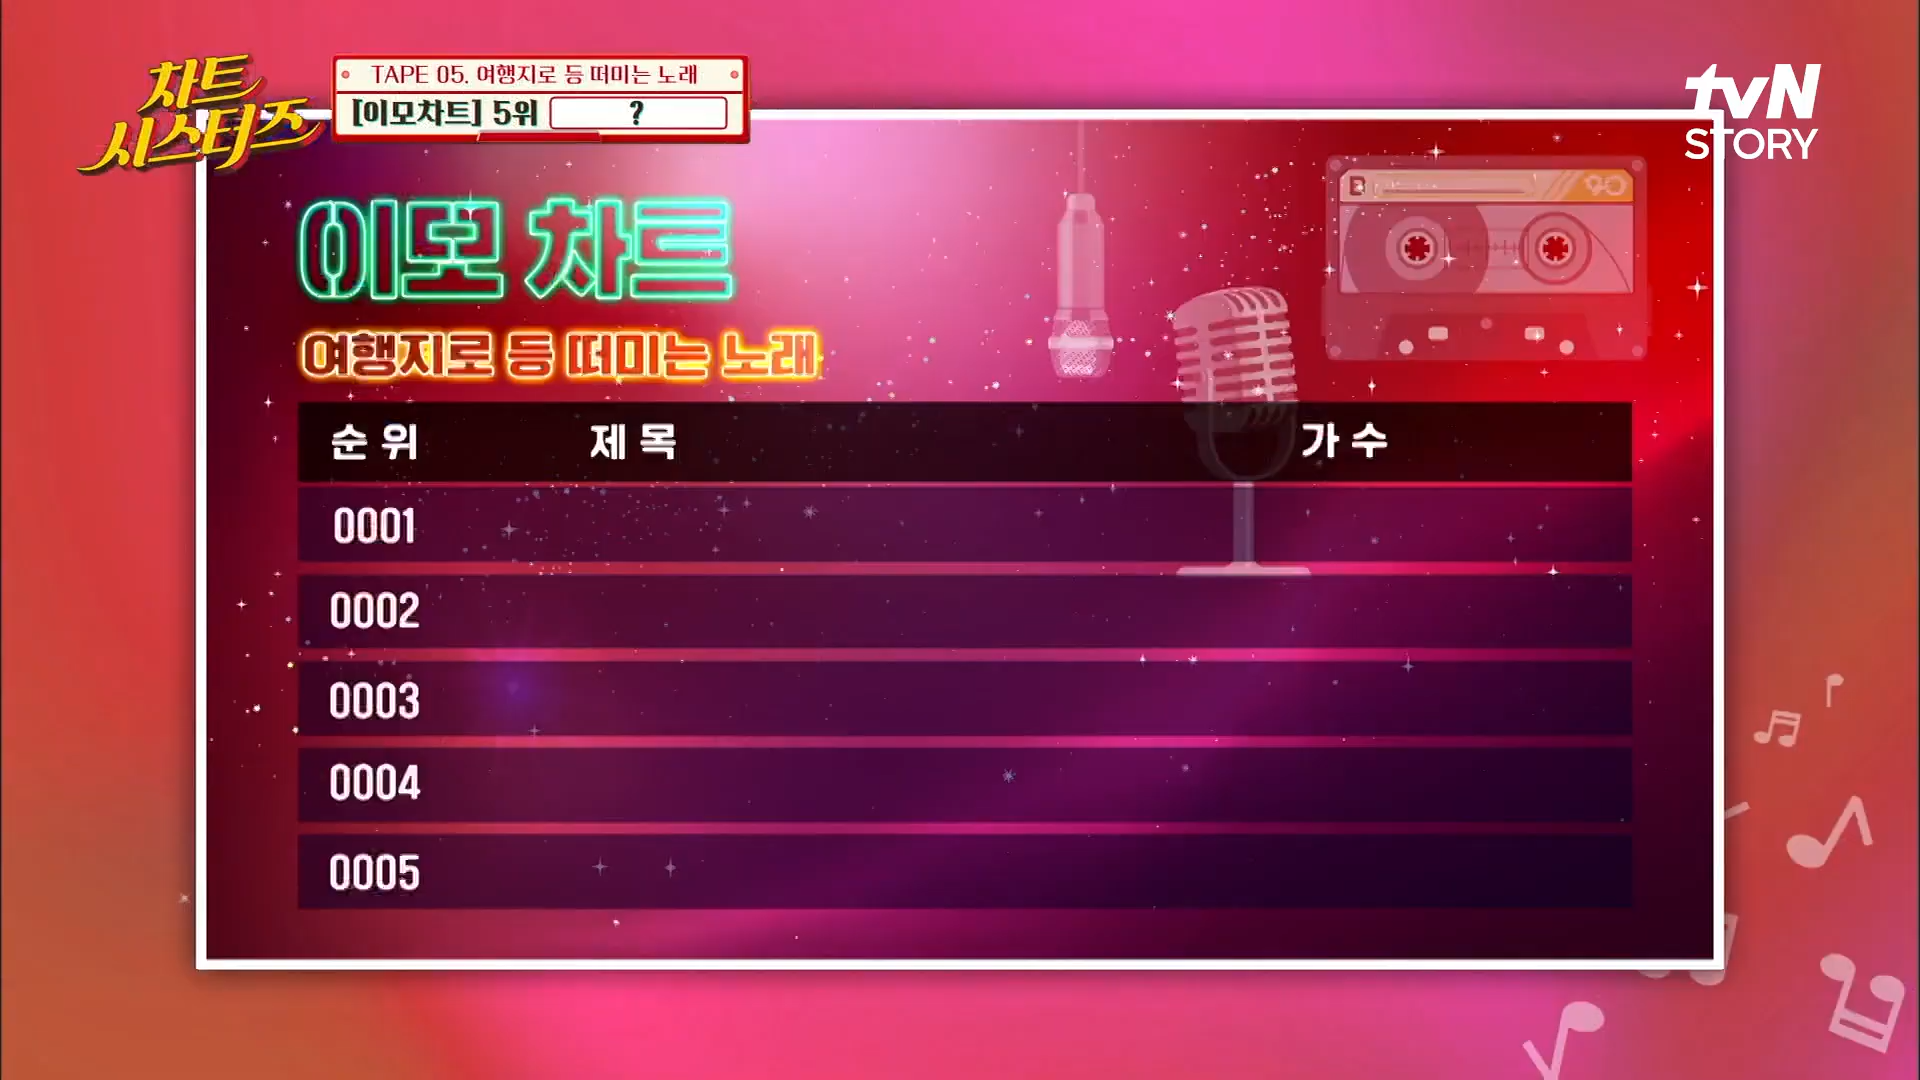 차트
시스터즈
TAPE 05. 여행지로 등 떠미는 노래
[이모차트] 5위 ?
tvN
STORY
이모 차트
B 90
여행지로 등 떠미는 노래
순위 제목 가수
0001
0002
0003
0004
0005